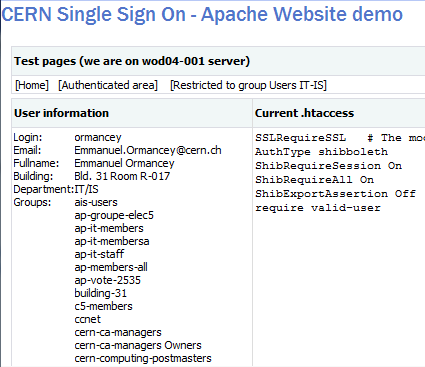 CERN Single Sign On - Apache Website demo
Test pages (we are on wod04-001 server)
[Home] [Authenticated area] [Restricted to group Users IT-IS]
User information
Login: ormancey
Email: Emmanuel.Ormancey@cern.ch
Fullname: Emmanuel Ormancey
Building: Bld. 31 Room R-017
Department:IT/IS
Groups: ais-users
ap-groupe-elec5
ap-it-members
ap-it-membersa
ap-it-staff
ap-members-all
ap-vote-2535
building-31
c5-members
ccnet
cern-ca-managers
cern-ca-managers Owners
cern-computing-postmasters
Current .htaccess
SSLRequireSSL # The
AuthType shibboleth
ShibRequireSession On
ShibRequireAll On
ShibExportAssertion Off
require valid-user